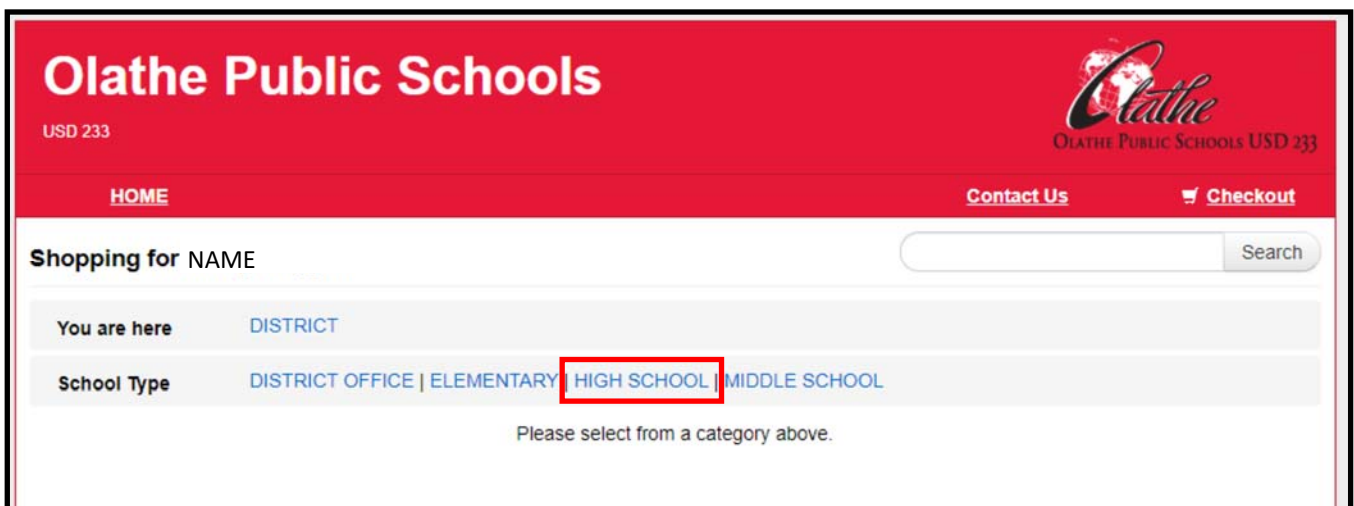 Olathe Public Schools
USD 233
Olathe
OLATHE PUBLIC SCHOOLS USD 233
HOME
Contact Us
Checkout
Shopping for NAME
Search
You are here
DISTRICT
School Type
DISTRICT OFFICE | ELEMENTARY | HIGH SCHOOL | MIDDLE SCHOOL
Please select from a category above.